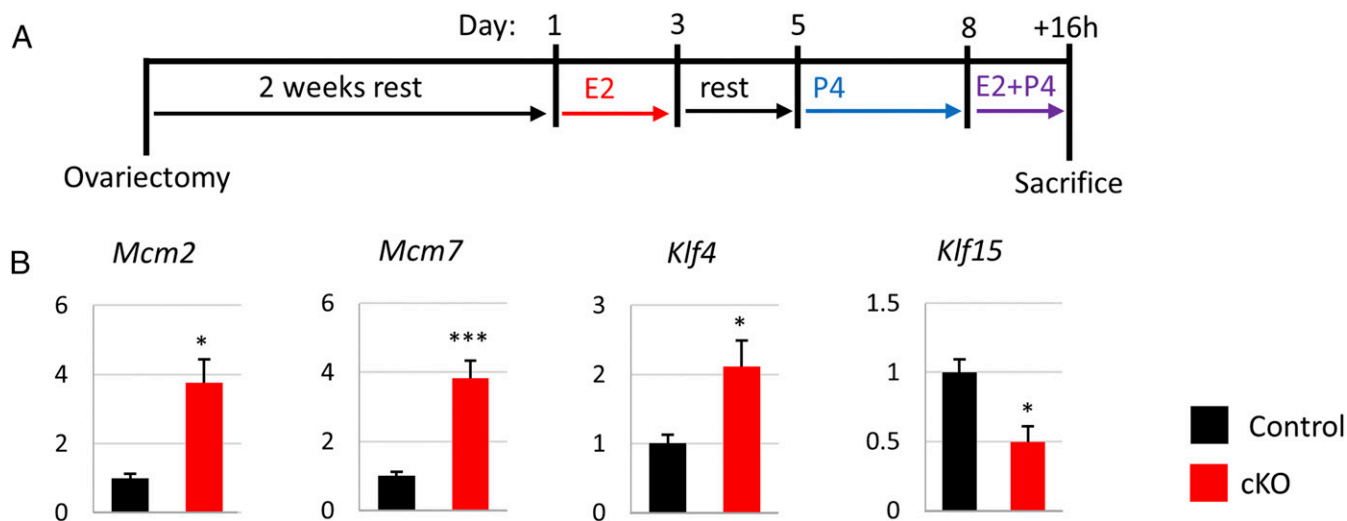 A
Day: 1 3 5 8 +16h
2 weeks rest E2 rest P4 E2+P4
Ovariectomy Sacrifice
B
Mcm2 Mcm7 Klf4 Klf15
6 6 3 1.5
* *** *
4 4 2 1
*
2 2 1 0.5
0 0 0 0
Control
cKO